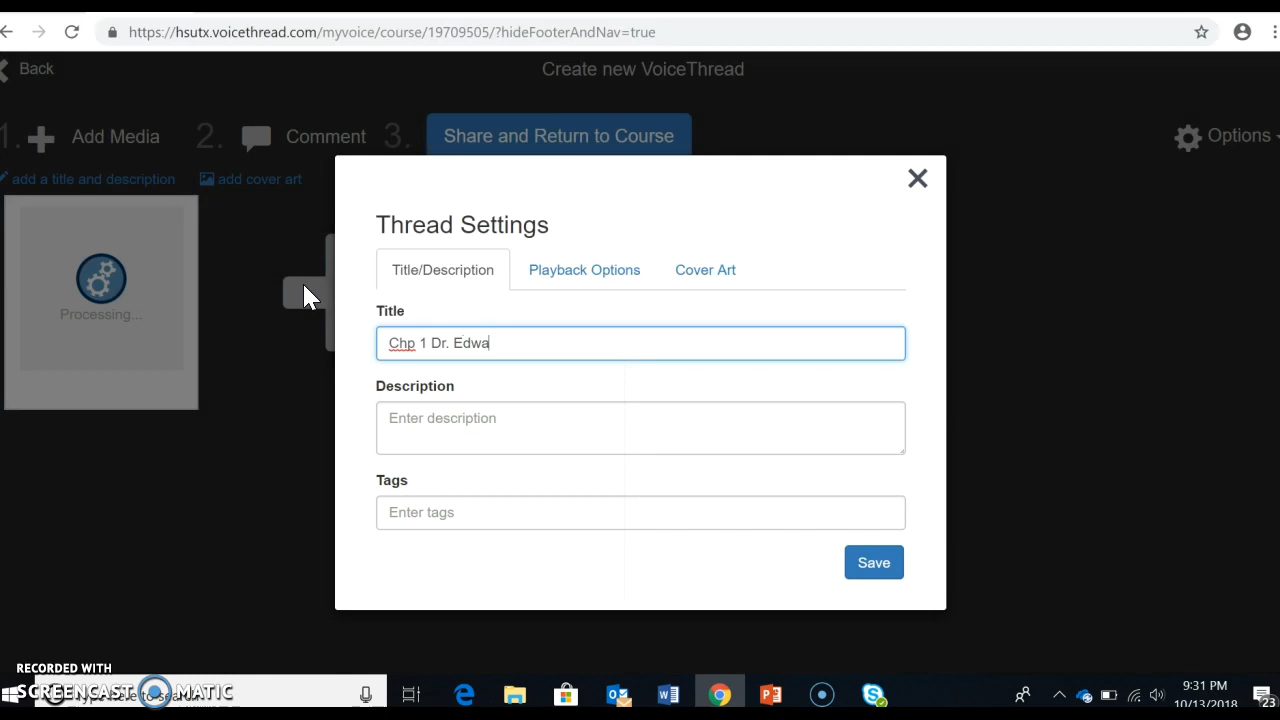 https://hsutx.voicethread.com/myvoice/course/19709505/?hideFooterAndNav=true
Back
Create new VoiceThread
1. Add Media 2. Comment 3. Share and Return to Course
Options
add a title and description add cover art
Processing...
Thread Settings
Title/Description Playback Options Cover Art
Title
Chp 1 Dr. Edwa
Description
Enter description
Tags
Enter tags
Save
RECORDED WITH
SCREENCAST MATIC
here to search
9:31 PM
10/13/2018
23